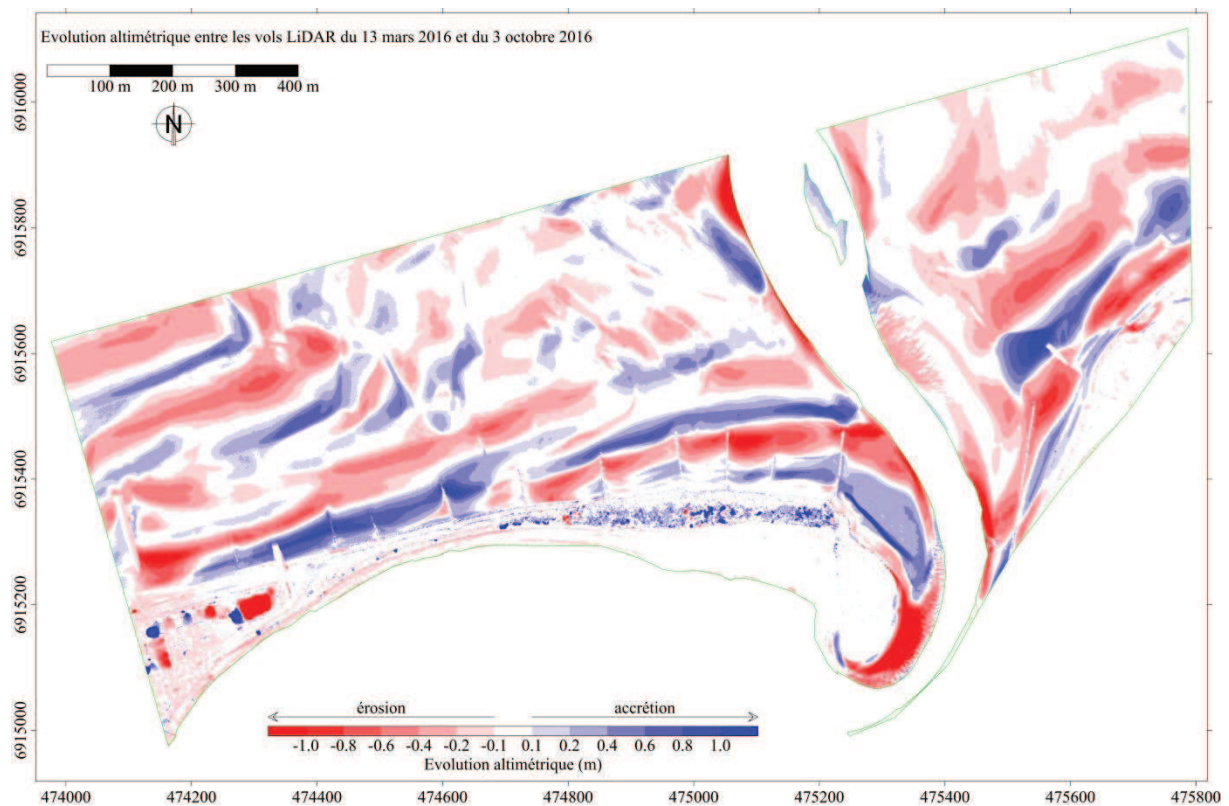 Evolution altimétrique entre les vols LiDAR du 13 mars 2016 et du 3 octobre 2016
100 m 200 m 300 m 400 m
N
6916000
6915800
6915600
6915400
6915200
6915000
érosion accrétion
-1.0 -0.8 -0.6 -0.4 -0.2 -0.1 0.1 0.2 0.4 0.6 0.8 1.0
Evolution altimétrique (m)
474000 474200 474400 474600 474800 475000 475200 475400 475600 475800